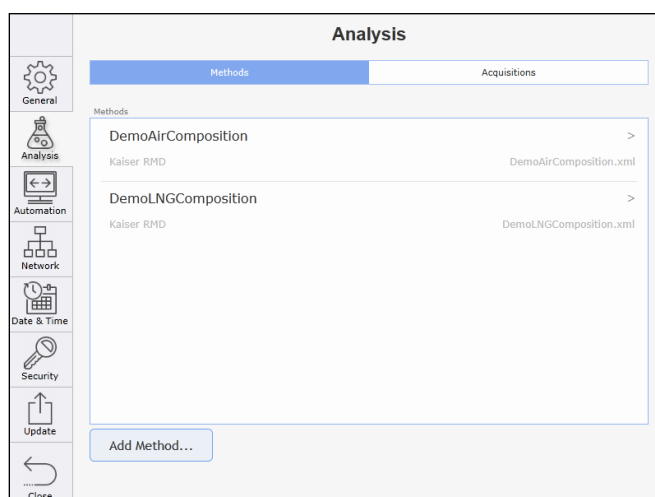 Analysis
General
Analysis
Automation
Network
Date & Time
Security
Update
Close
Methods
Acquisitions
Methods
DemoAirComposition
>
Kaiser RMD
DemoAirComposition.xml
DemoLNGComposition
>
Kaiser RMD
DemoLNGComposition.xml
Add Method...